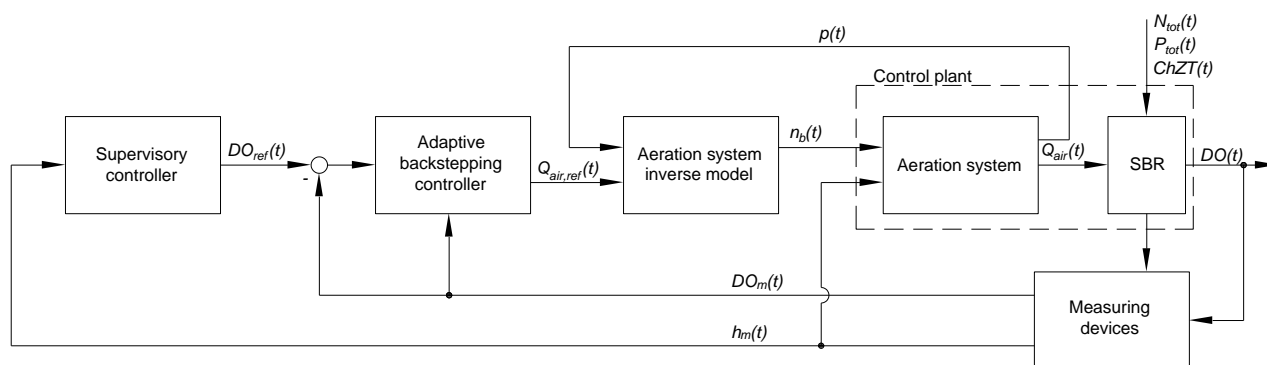 N_tot(t)
P_tot(t)
ChZT(t)
p(t)
Control plant
Supervisory
controller
DO_ref(t)
-
Adaptive
backstepping
controller
Q_air,ref(t)
Aeration system
inverse model
n_b(t)
Aeration system
Q_air(t)
SBR
DO(t)
DO_m(t)
Measuring
devices
h_m(t)